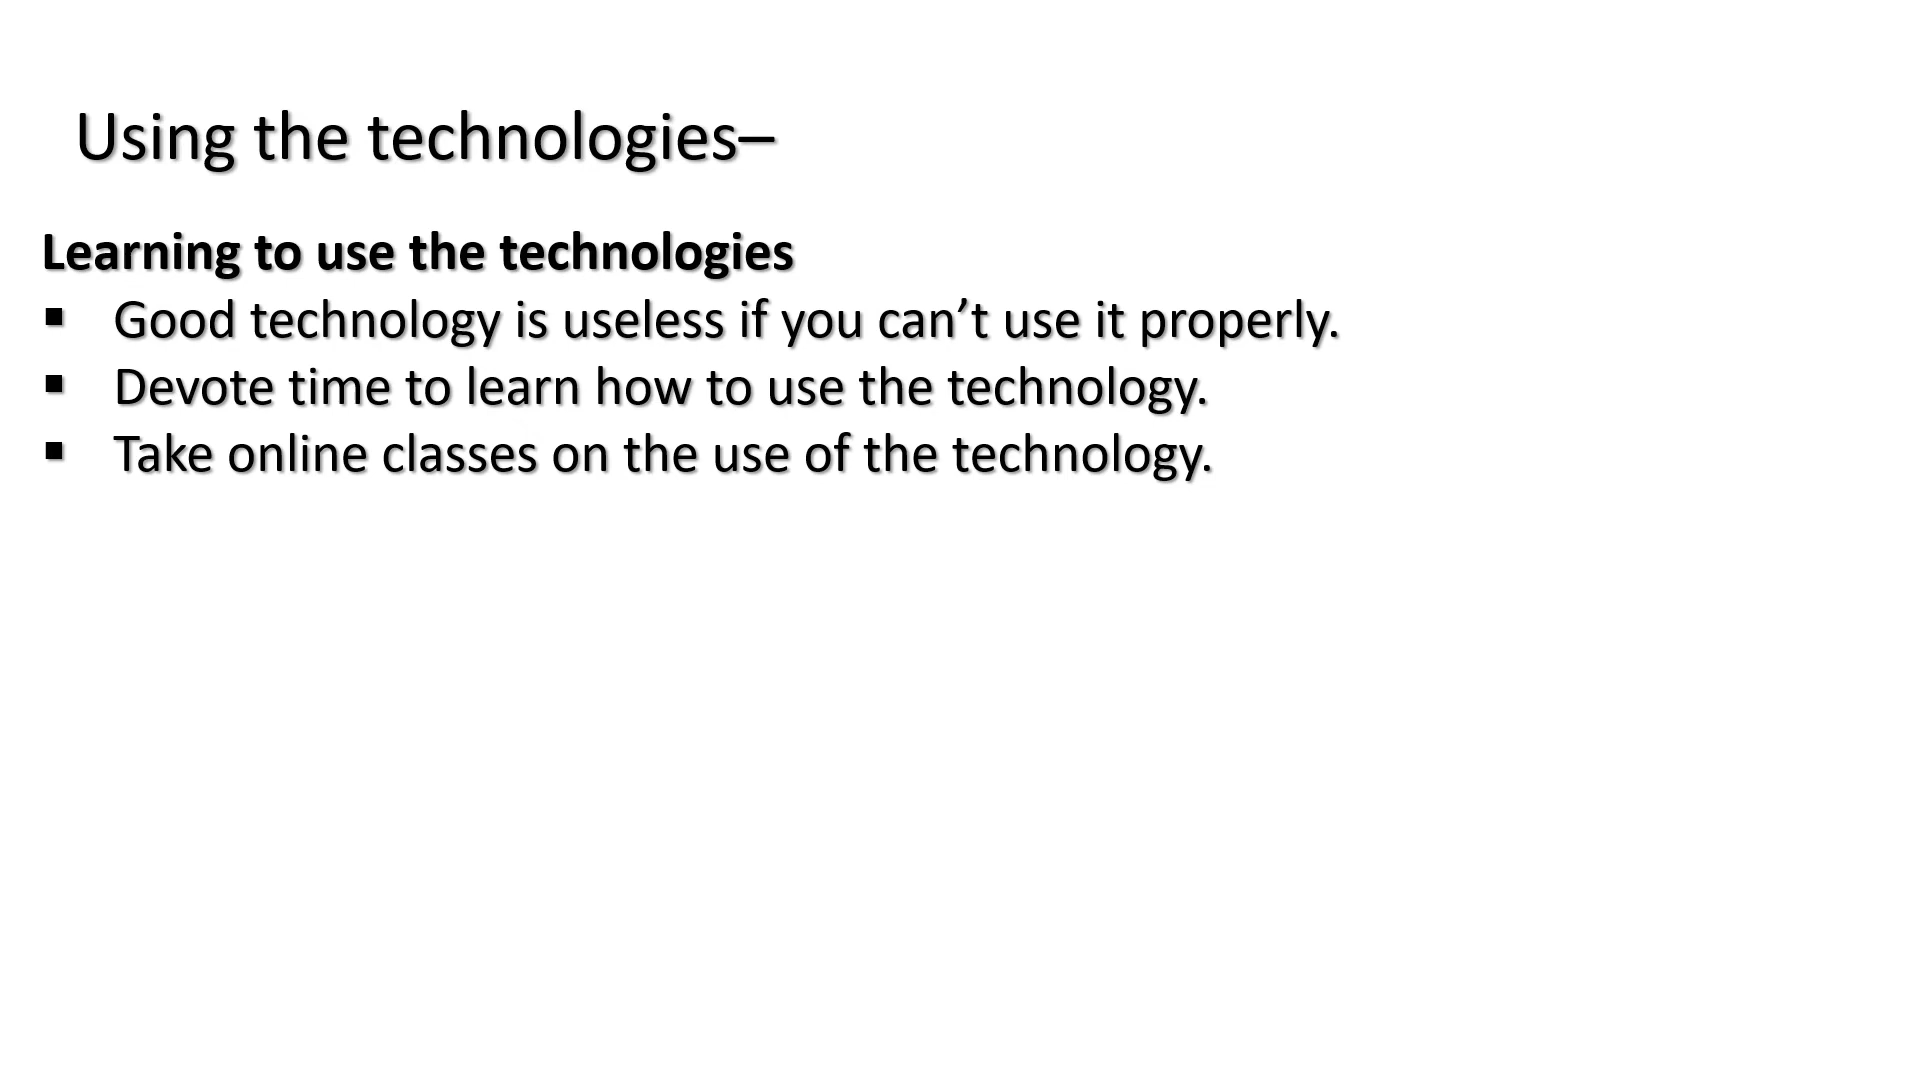 Using the technologies–
Learning to use the technologies
▪ Good technology is useless if you can’t use it properly.
▪ Devote time to learn how to use the technology.
▪ Take online classes on the use of the technology.